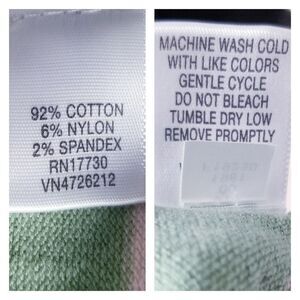 92% COTTON
6% NYLON
2% SPANDEX
RN17730
VN4726212
MACHINE WASH COLD
WITH LIKE COLORS
GENTLE CYCLE
DO NOT BLEACH
TUMBLE DRY LOW
REMOVE PROMPTLY